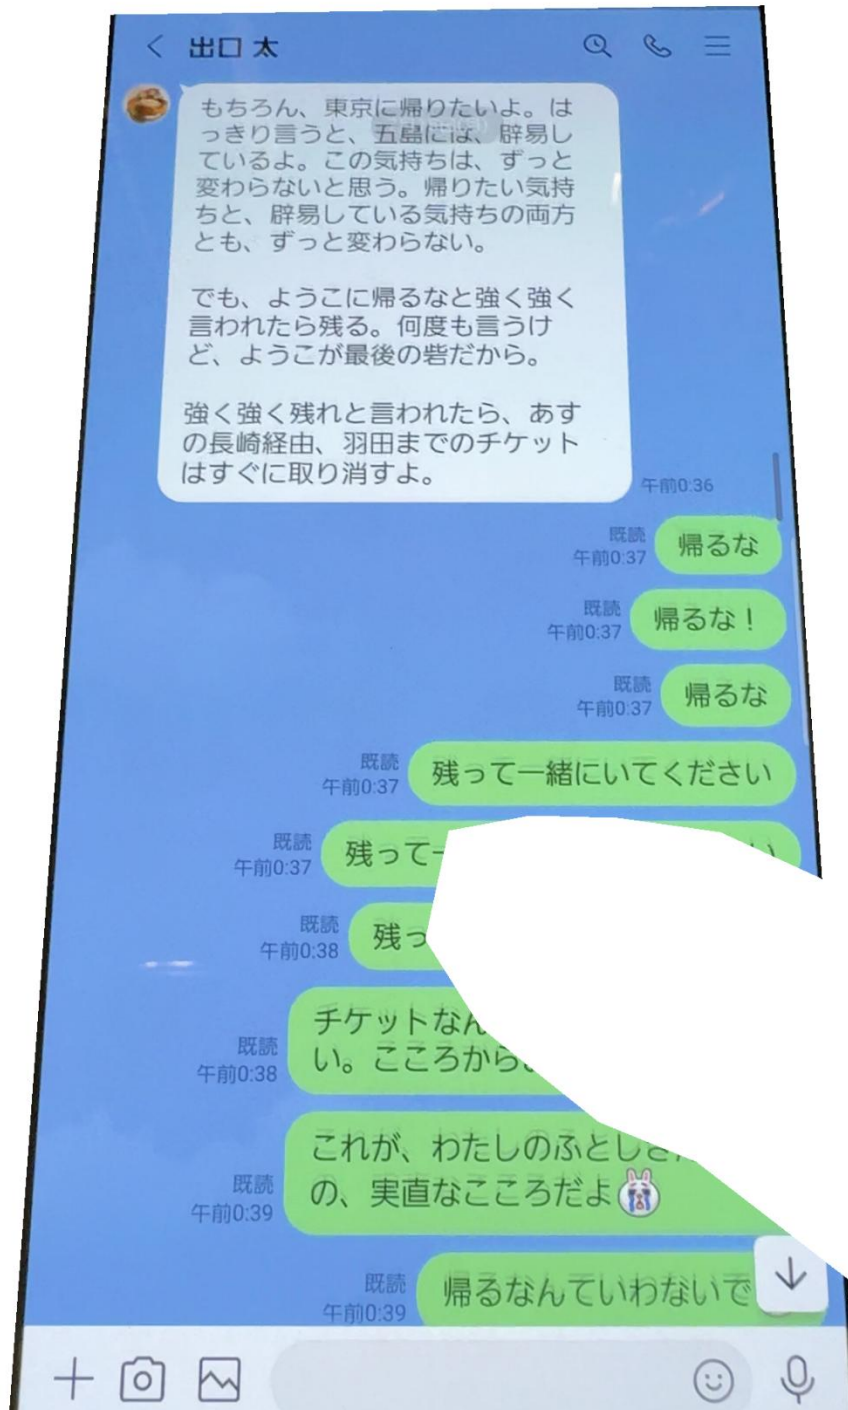 出口 太
もちろん、東京に帰りたいよ。は
っきり言うと、五島には、辟易し
ているよ。この気持ちは、ずっと
変わらないと思う。帰りたい気持
ちと、辟易している気持ちの両方
とも、ずっと変わらない。
でも、ようこに帰るなと強く強く
言われたら残る。何度も言うけ
ど、ようこが最後の砦だから。
強く強く残れと言われたら、あす
の長崎経由、羽田までのチケット
はすぐに取り消すよ。
午前0:36
既読
午前0:37
帰るな
既読
午前0:37
帰るな！
既読
午前0:37
帰るな
既読
午前0:37
残って一緒にいてください
既読
午前0:37
残って
い
既読
午前0:38
残っ
既読
午前0:38
チケットなん
い。こころから
既読
午前0:39
これが、わたしのふとしさ
の、実直なこころだよ
既読
午前0:39
帰るなんていわないで